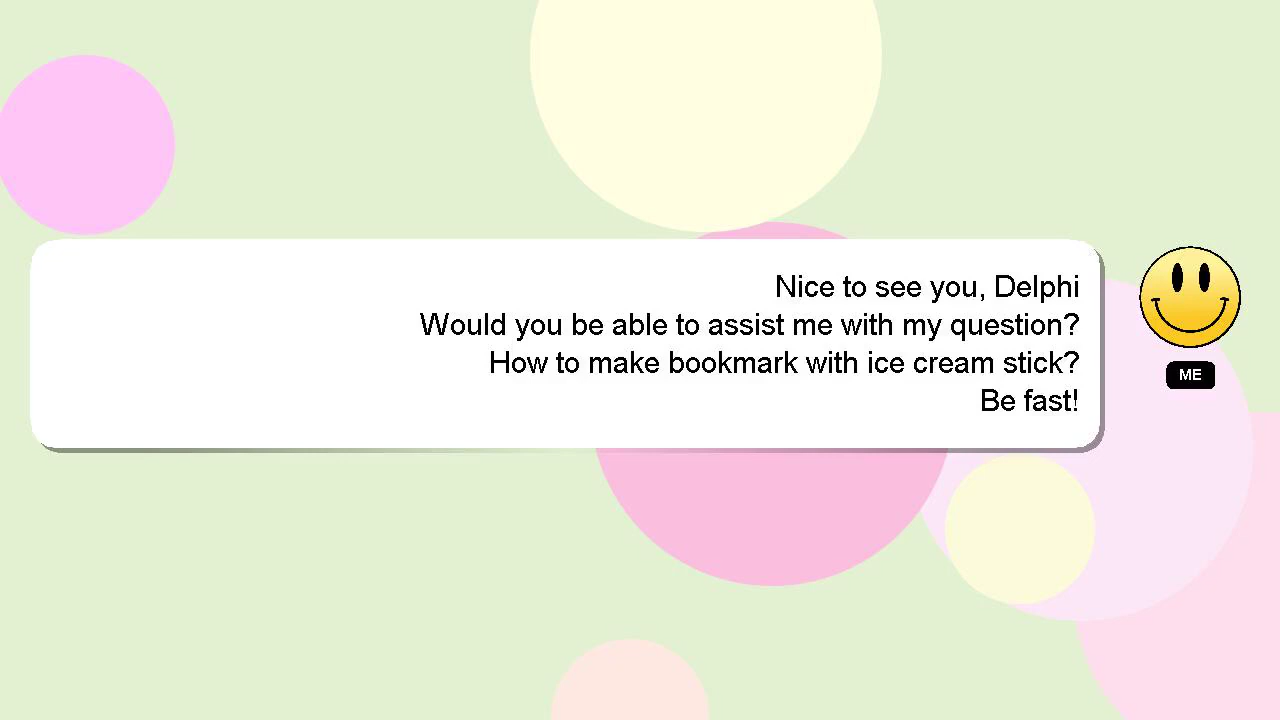 Nice to see you, Delphi
Would you be able to assist me with my question?
How to make bookmark with ice cream stick?
Be fast!
ME